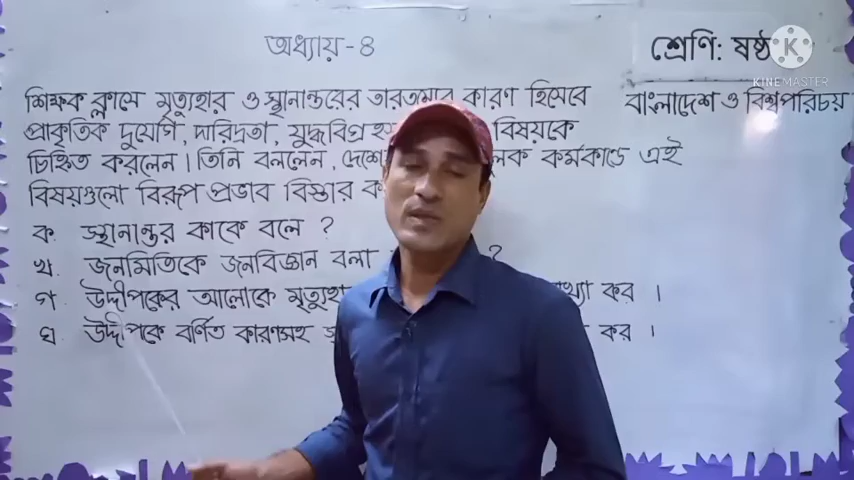 অধ্যায়-৪
শ্রেণি: ষষ্ঠ
KINEMASTER
বাংলাদেশ ও বিশ্বপরিচয়
শিক্ষক ক্লাসে মৃত্যুহার ও স্থানান্তরের তারতম্যের কারণ হিসেবে
প্রাকৃতিক দুযোগ, দারিদ্রতা, যুদ্ধবিগ্রহ বিষয়কে
চিহ্নিত করলেন। তিনি বললেন, কর্মকান্ডে এই
বিষয়গুলো বিরূপ প্রভাব বিস্তার
ক. স্থানান্তর কাকে বলে ?
খ. জনমিতিকে জনবিজ্ঞান বলা ?
গ উদ্দীপকের আলোকে কর ।
ঘ উদ্দীপকে বর্ণিত কারণসহ কর ।